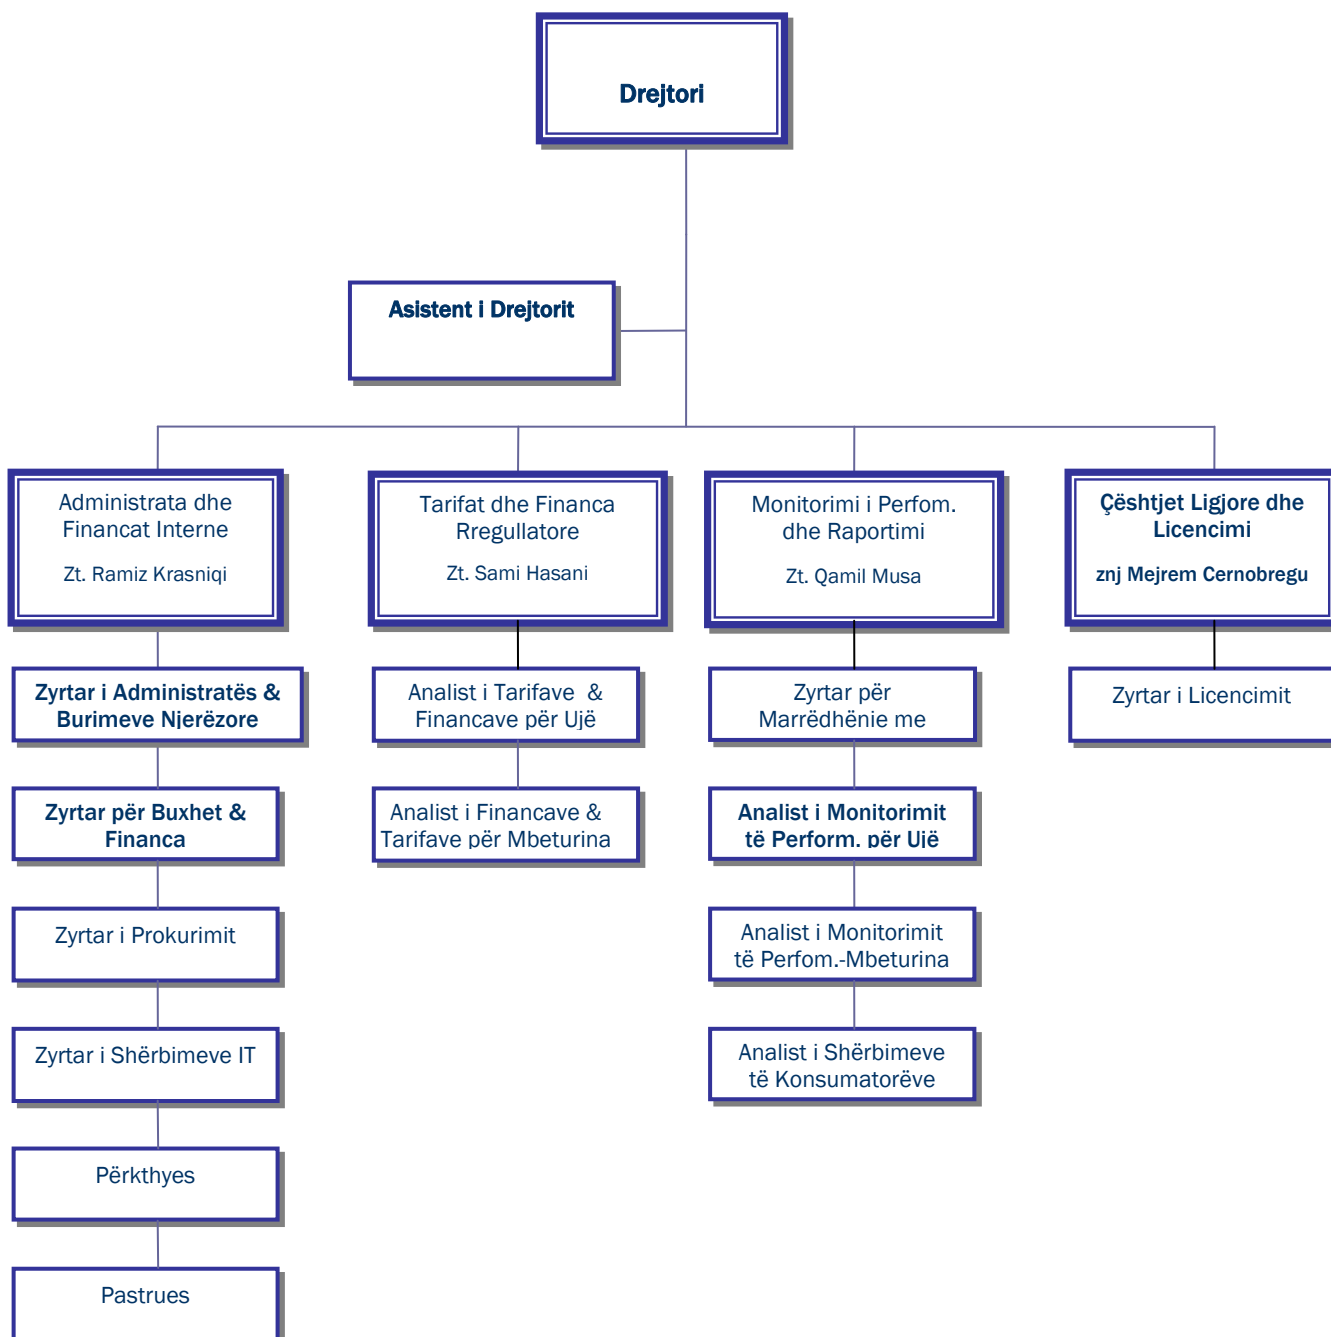 Drejtori
Asistent i Drejtorit
Administrata dhe
Financat Interne
Zt. Ramiz Krasniqi
Tarifat dhe Financa
Rregullatore
Zt. Sami Hasani
Monitorimi i Perfom.
dhe Raportimi
Zt. Qamil Musa
Çështjet Ligjore dhe
Licencimi
znj Mejrem Cernobregu
Zyrtar i Administratës &
Burimeve Njerëzore
Analist i Tarifave &
Financave për Ujë
Zyrtar për
Marrëdhënie me
Zyrtar i Licencimit
Zyrtar për Buxhet &
Financa
Analist i Financave &
Tarifave për Mbeturina
Analist i Monitorimit
të Perform. për Ujë
Zyrtar i Prokurimit
Analist i Monitorimit
të Perfom.-Mbeturina
Zyrtar i Shërbimeve IT
Analist i Shërbimeve
të Konsumatorëve
Përkthyes
Pastrues